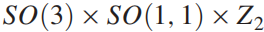 SO(3) × SO(1, 1) × Z₂